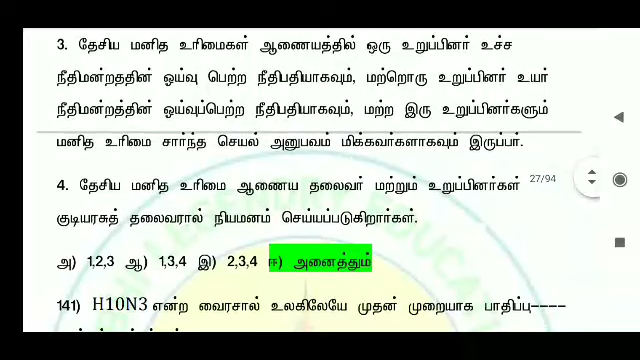 3. தேசிய மனித உரிமைகள் ஆணையத்தில் ஒரு உறுப்பினர் உச்ச
நீதிமன்றததின் ஓய்வு பெற்ற நீதிபதியாகவும், மற்றொரு உறுப்பினர் உயர்
நீதிமன்றத்தின் ஓய்வுப்பெற்ற நீதிபதியாகவும், மற்ற இரு உறுப்பினர்களும்
மனித உரிமை சார்ந்த செயல் அனுபவம் மிக்கவர்களாகவும் இருப்பர்.
4. தேசிய மனித உரிமை ஆணைய தலைவர் மற்றும் உறுப்பினர்கள்
27/94
குடியரசுத் தலைவரால் நியமனம் செய்யப்படுகிறார்கள்.
அ) 1,2,3 ஆ) 1,3,4 இ) 2,3,4 ஈ) அனைத்தும்
141) H10N3 என்ற வைரசால் உலகிலேயே முதன் முறையாக பாதிப்பு----